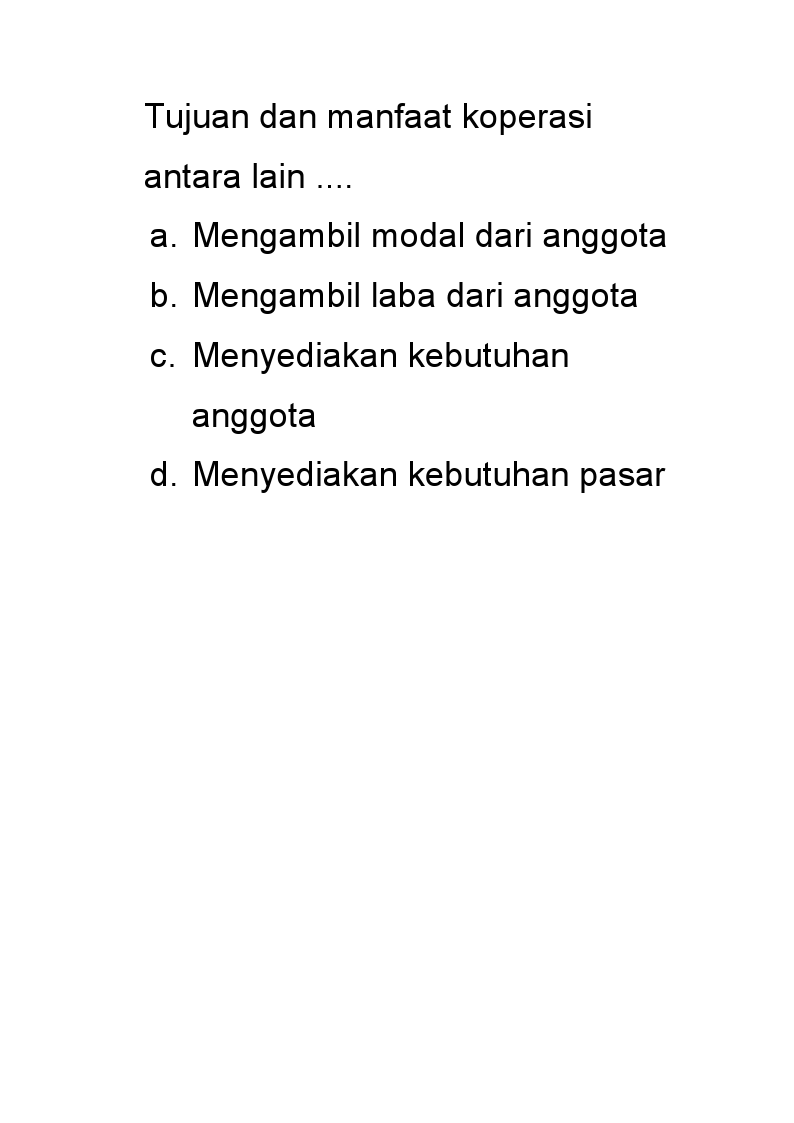 Tujuan dan manfaat koperasi
antara lain ....
a. Mengambil modal dari anggota
b. Mengambil laba dari anggota
c. Menyediakan kebutuhan
anggota
d. Menyediakan kebutuhan pasar